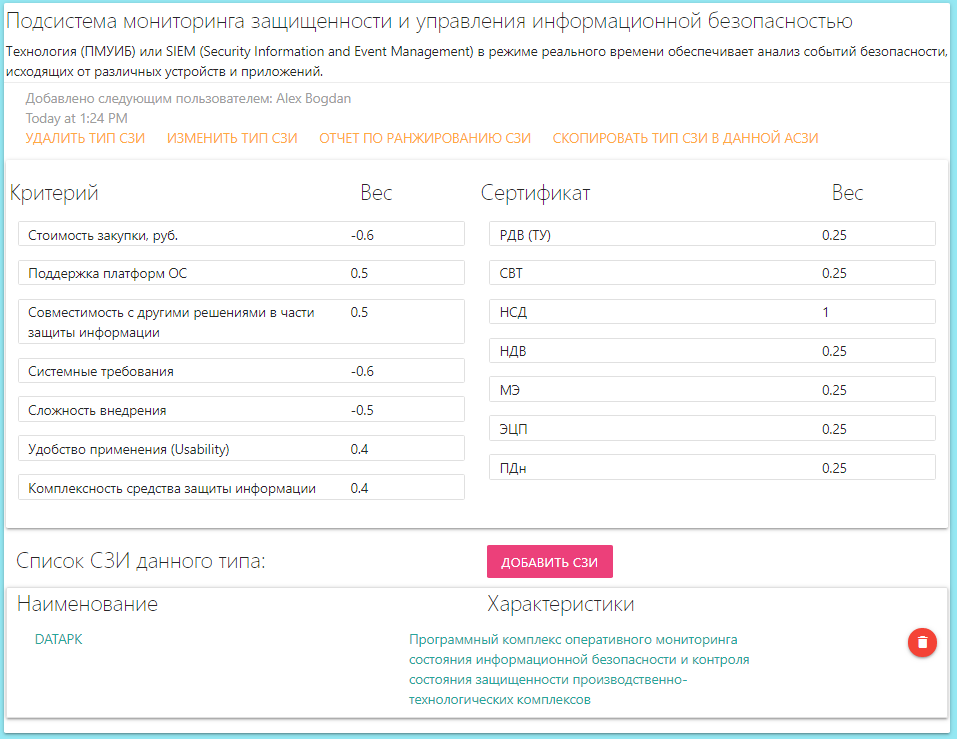 Подсистема мониторинга защищенности и управления информационной безопасностью
Технология (ПМУИБ) или SIEM (Security Information and Event Management) в режиме реального времени обеспечивает анализ событий безопасности,
исходящих от различных устройств и приложений.
Добавлено следующим пользователем: Alex Bogdan
Today at 1:24 PM
УДАЛИТЬ ТИП СЗИ ИЗМЕНИТЬ ТИП СЗИ ОТЧЕТ ПО РАНЖИРОВАНИЮ СЗИ СКОПИРОВАТЬ ТИП СЗИ В ДАННОЙ АСЗИ
Критерий Вес
Стоимость закупки, руб. -0.6
Поддержка платформ ОС 0.5
Совместимость с другими решениями в части 0.5
защиты информации
Системные требования -0.6
Сложность внедрения -0.5
Удобство применения (Usability) 0.4
Комплексность средства защиты информации 0.4
Сертификат Вес
РДВ (ТУ) 0.25
СВТ 0.25
НСД 1
НДВ 0.25
МЭ 0.25
ЭЦП 0.25
ПДн 0.25
Список СЗИ данного типа: ДОБАВИТЬ СЗИ
Наименование Характеристики
DATAPK Программный комплекс оперативного мониторинга
состояния информационной безопасности и контроля
состояния защищенности производственно-
технологических комплексов